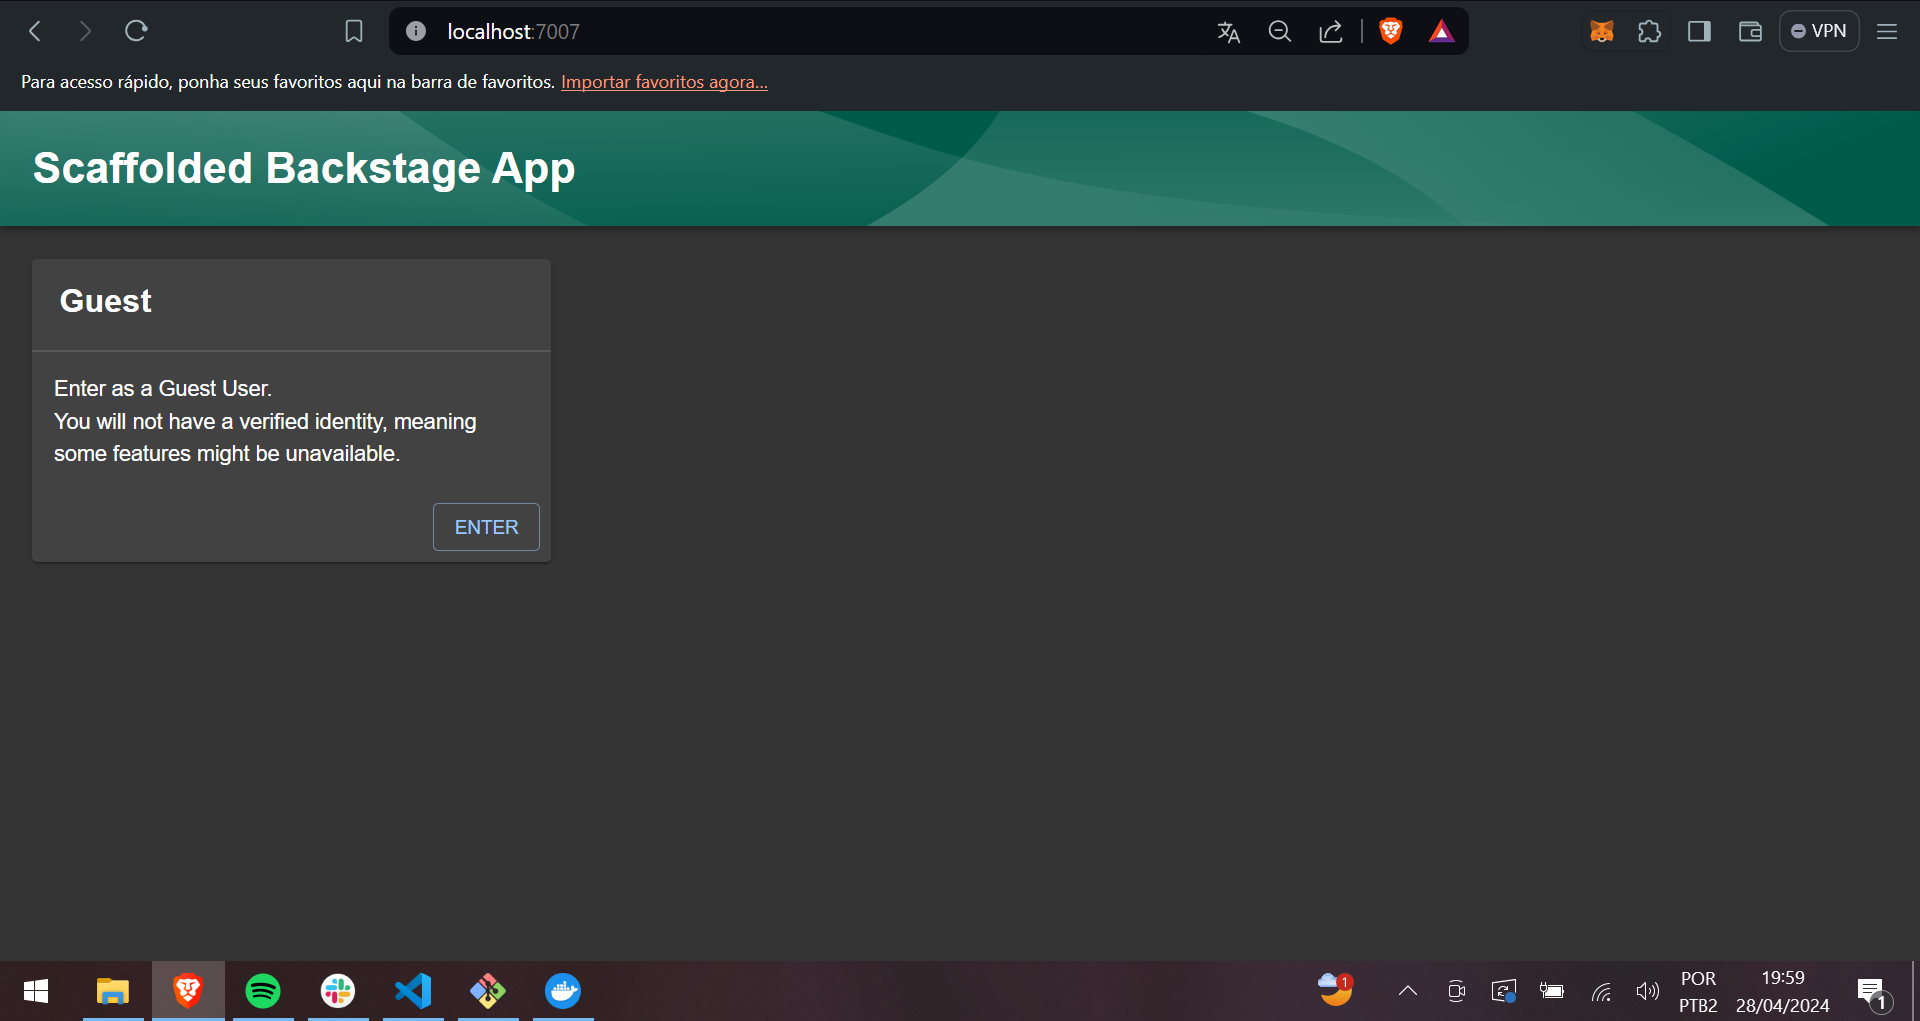 localhost:7007
VPN
Para acesso rápido, ponha seus favoritos aqui na barra de favoritos. Importar favoritos agora...
Scaffolded Backstage App
Guest
Enter as a Guest User.
You will not have a verified identity, meaning
some features might be unavailable.
ENTER
1
POR
PTB2
19:59
28/04/2024
1